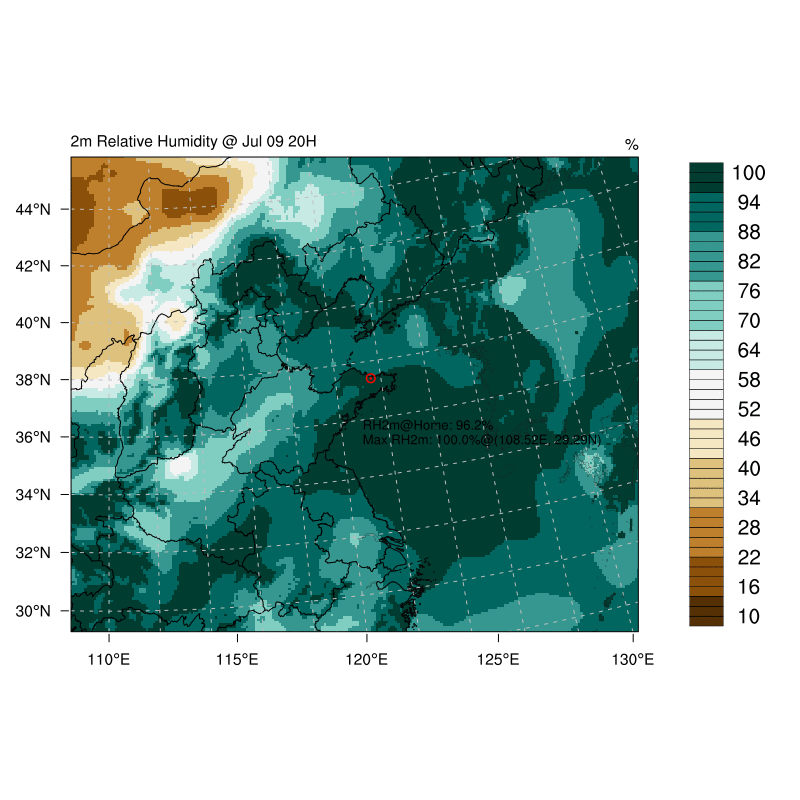 2m Relative Humidity @ Jul 09 20H
%
44°N
42°N
40°N
38°N
36°N
34°N
32°N
30°N
110°E
115°E
120°E
125°E
130°E
RH2m@Home: 96.2%
Max RH2m: 100.0%@(108.52E, 29.29N)
100
94
88
82
76
70
64
58
52
46
40
34
28
22
16
10